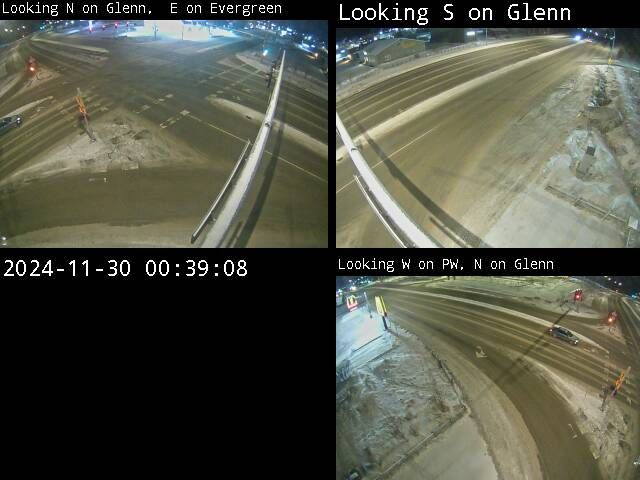 Looking N on Glenn, E on Evergreen
Looking S on Glenn
2024-11-30 00:39:08
Looking W on PW, N on Glenn